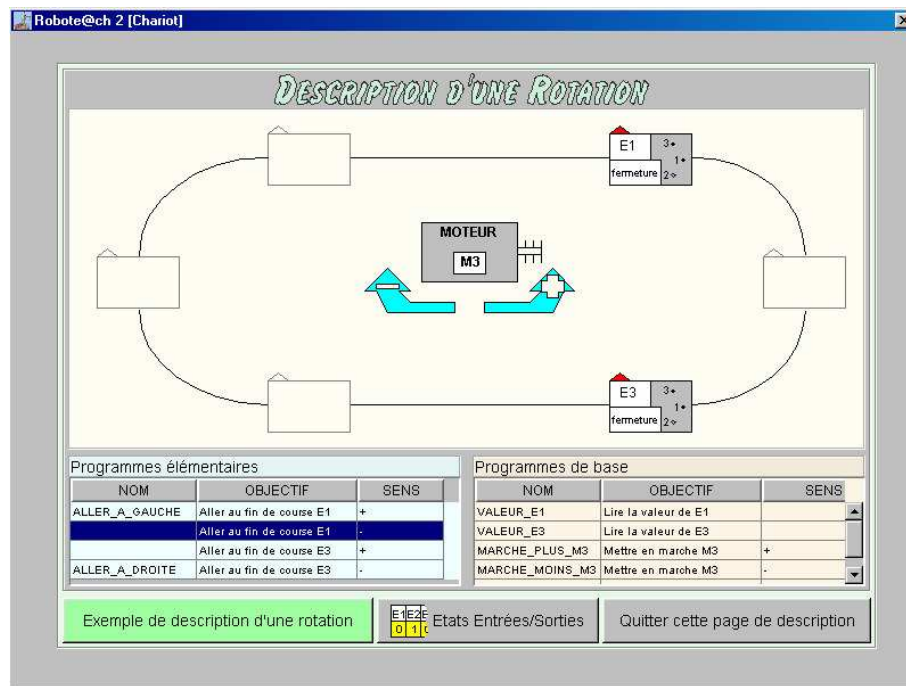 Robote@ch 2 [Chariot]
DESCRIPTION D'UNE ROTATION
E1 3 1 2 fermeture
MOTEUR
M3
E3 3 1 2 fermeture
Programmes élémentaires
NOM OBJECTIF SENS
ALLER_A_GAUCHE Aller au fin de course E1 +
Aller au fin de course E1 -
Aller au fin de course E3 +
ALLER_A_DROITE Aller au fin de course E3 -
Programmes de base
NOM OBJECTIF SENS
VALEUR_E1 Lire la valeur de E1
VALEUR_E3 Lire la valeur de E3
MARCHE_PLUS_M3 Mettre en marche M3 +
MARCHE_MOINS_M3 Mettre en marche M3 -
Exemple de description d'une rotation
E1 E2 E
0 1
Etats Entrées/Sorties
Quitter cette page de description